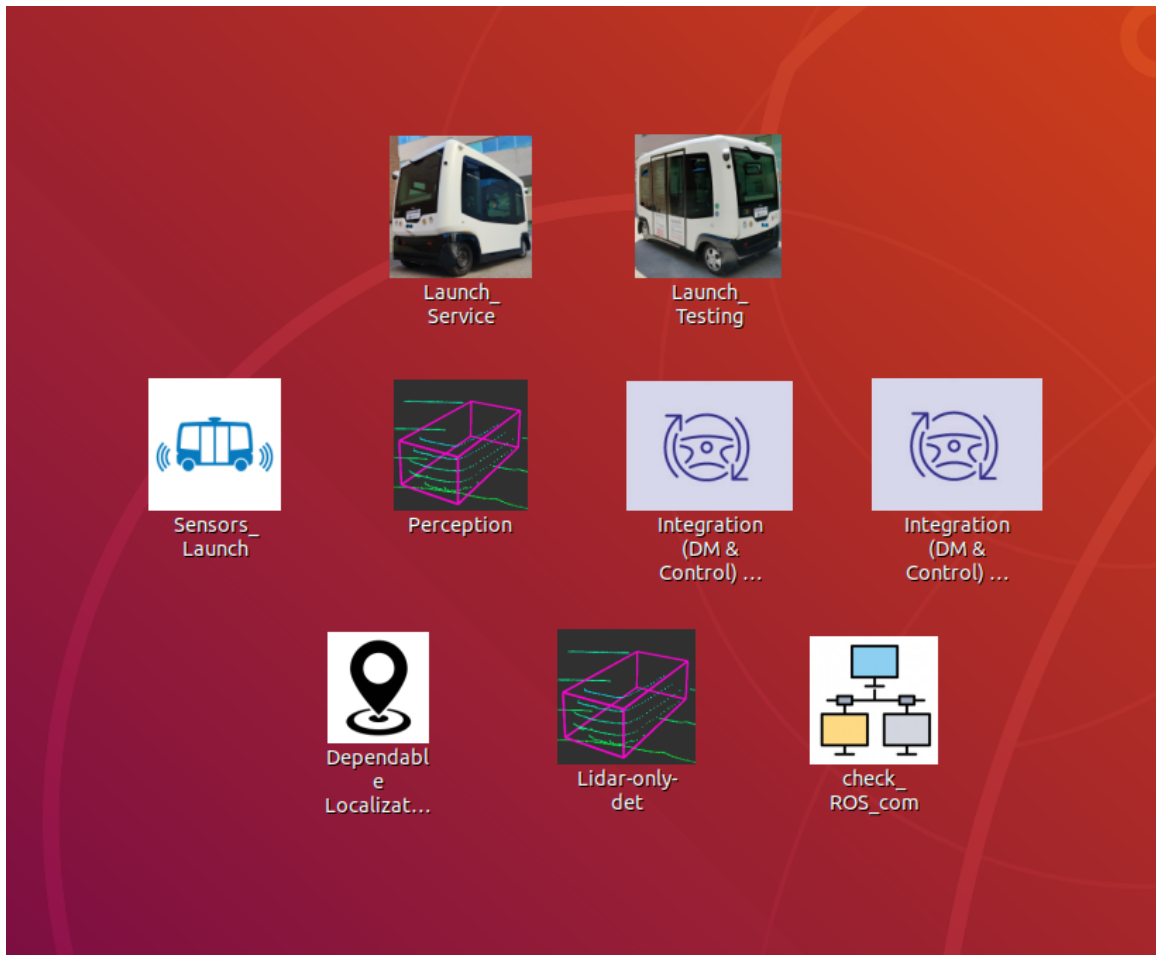 Launch_
Service
Launch_
Testing
Sensors_
Launch
Perception
Integration
(DM &
Control) ...
Integration
(DM &
Control) ...
Dependabl
e
Localizat...
Lidar-only-
det
check_
ROS_com